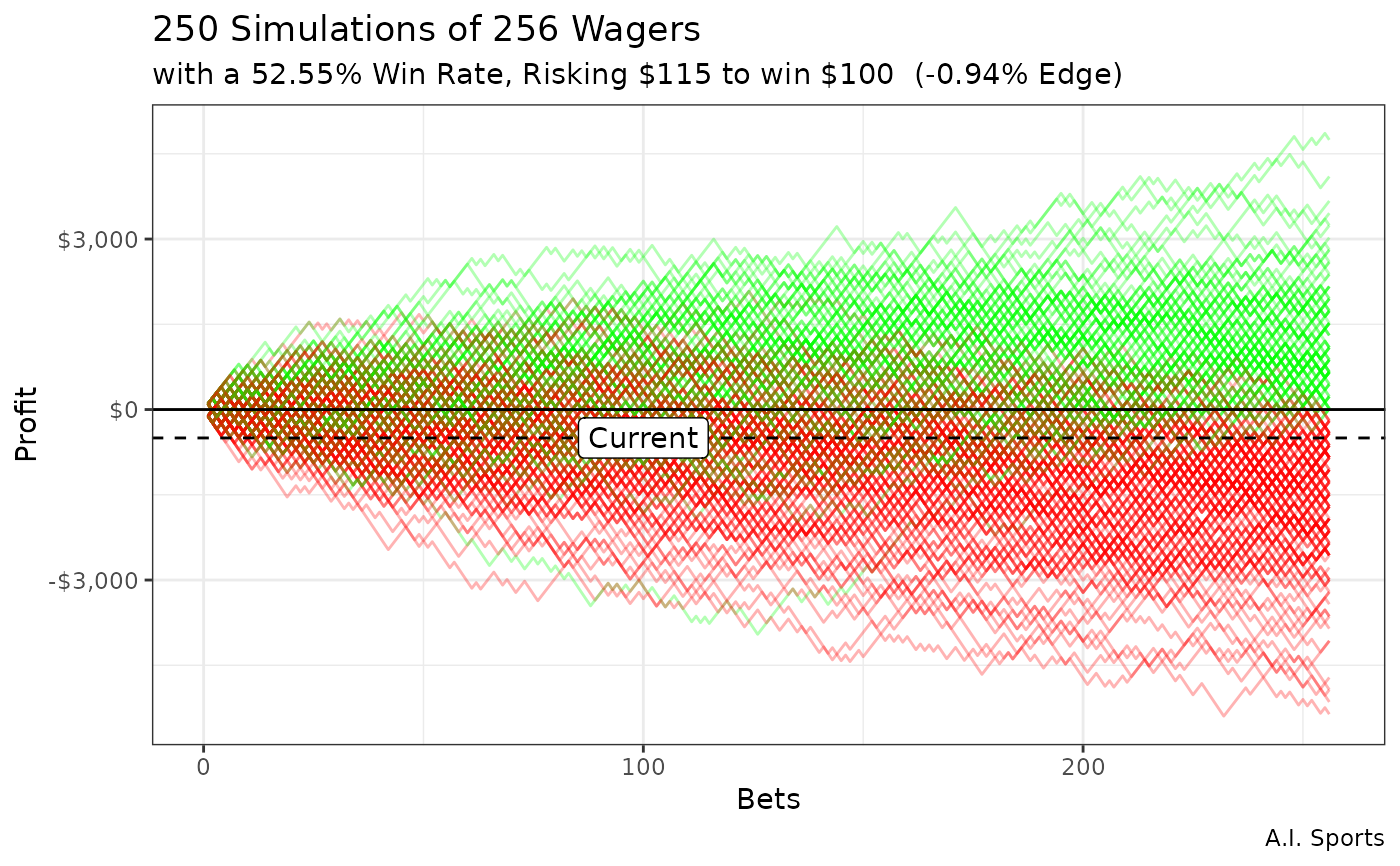 250 Simulations of 256 Wagers
with a 52.55% Win Rate, Risking $115 to win $100  (-0.94% Edge)
$3,000
$0
-$3,000
Profit
Current
0
100
200
Bets
A.I. Sports